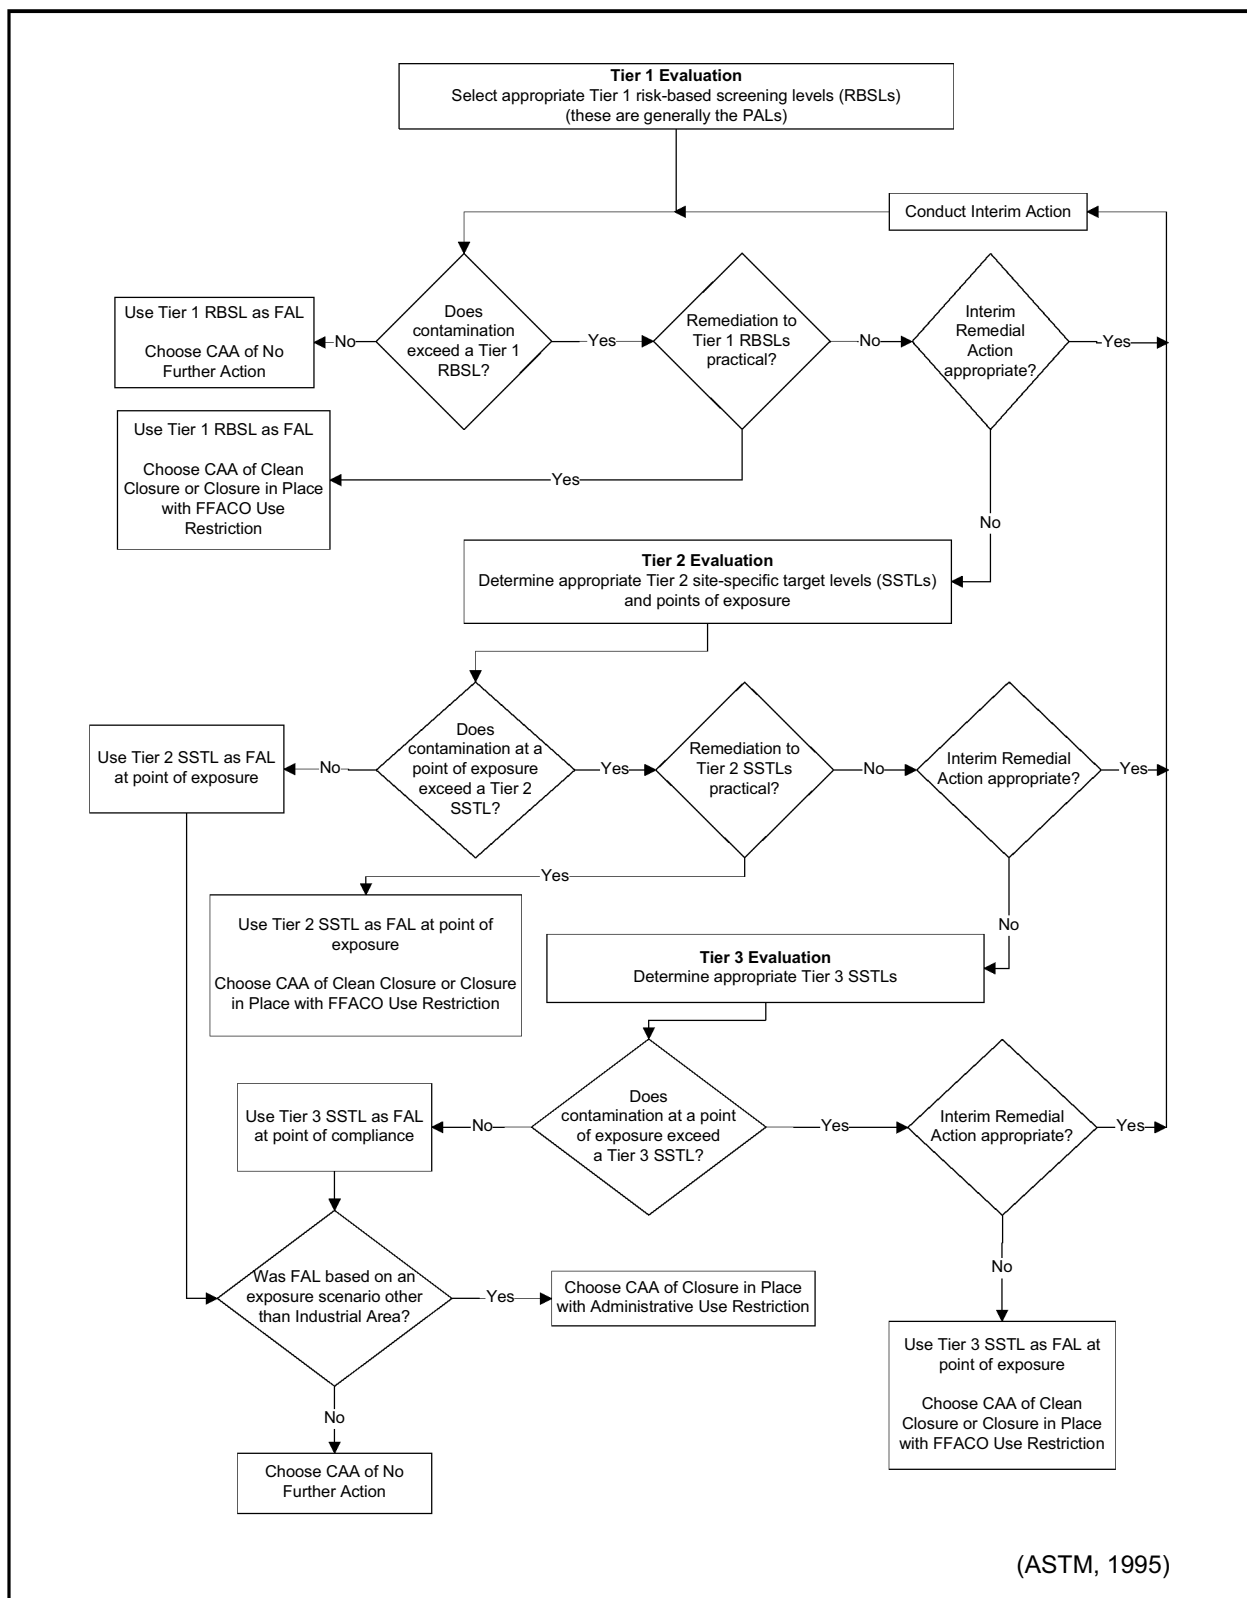 Tier 1 Evaluation
Select appropriate Tier 1 risk-based screening levels (RBSLs)
(these are generally the PALs)
Conduct Interim Action
Use Tier 1 RBSL as FAL
Choose CAA of No
Further Action
No
Does
contamination
exceed a Tier 1
RBSL?
Yes
Remediation to
Tier 1 RBSLs
practical?
No
Interim
Remedial
Action
appropriate?
Yes
Use Tier 1 RBSL as FAL
Choose CAA of Clean
Closure or Closure in Place
with FFACO Use
Restriction
Yes
No
Tier 2 Evaluation
Determine appropriate Tier 2 site-specific target levels (SSTLs)
and points of exposure
Use Tier 2 SSTL as FAL
at point of exposure
No
Does
contamination at a
point of exposure
exceed a Tier 2
SSTL?
Yes
Remediation to
Tier 2 SSTLs
practical?
No
Interim Remedial
Action appropriate?
Yes
Yes
Use Tier 2 SSTL as FAL at point of
exposure
Choose CAA of Clean Closure or Closure
in Place with FFACO Use Restriction
No
Tier 3 Evaluation
Determine appropriate Tier 3 SSTLs
Use Tier 3 SSTL as FAL
at point of compliance
No
Does
contamination at a point
of exposure exceed
a Tier 3 SSTL?
Yes
Interim Remedial
Action appropriate?
Yes
Was FAL based on an
exposure scenario other
than Industrial Area?
Yes
Choose CAA of Closure in Place
with Administrative Use Restriction
No
Use Tier 3 SSTL as FAL at
point of exposure
Choose CAA of Clean
Closure or Closure in Place
with FFACO Use Restriction
No
Choose CAA of No
Further Action
(ASTM, 1995)